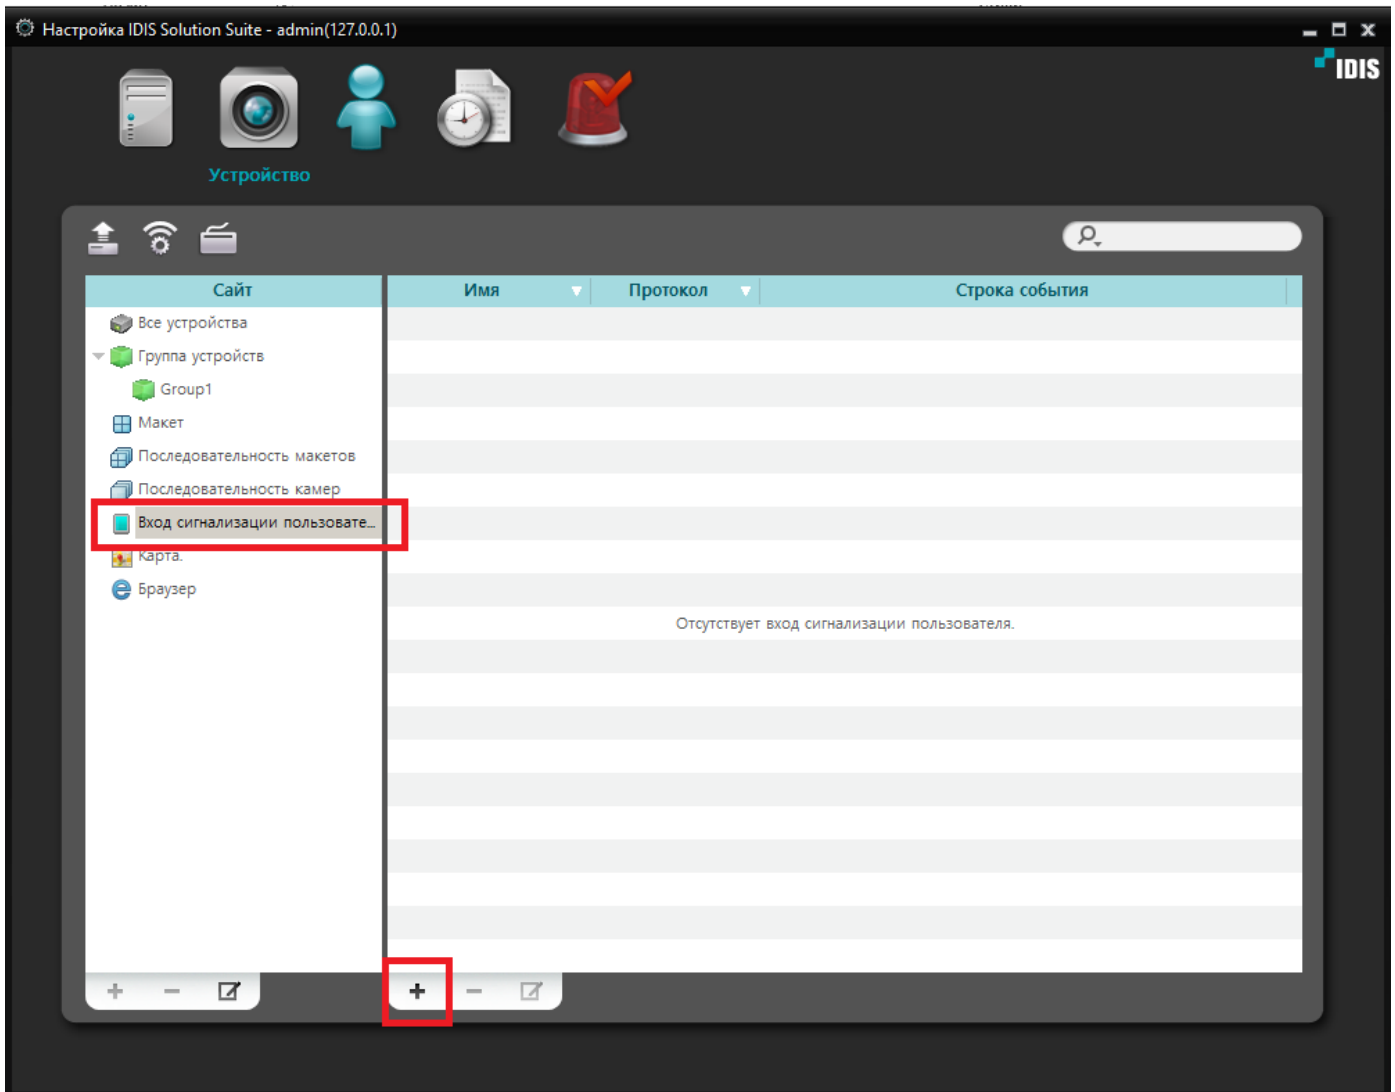 Настройка IDIS Solution Suite - admin(127.0.0.1)
IDIS
Устройство
Сайт
Имя
Протокол
Строка события
Все устройства
Группа устройств
Group1
Макет
Последовательность макетов
Последовательность камер
Вход сигнализации пользовате...
Карта.
Браузер
Отсутствует вход сигнализации пользователя.